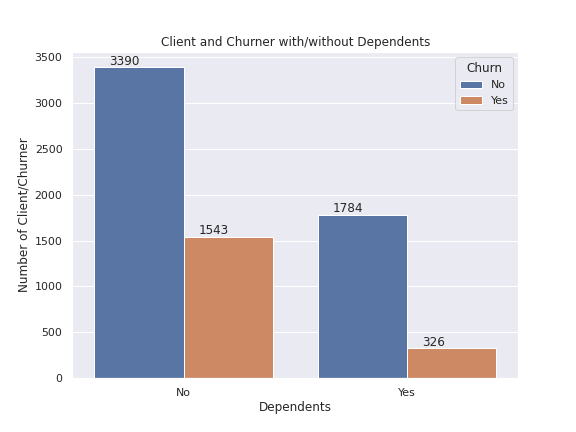 Client and Churner with/without Dependents
Churn
No
Yes
3390
1543
1784
326
3500
3000
2500
2000
1500
1000
500
0
Number of Client/Churner
No
Yes
Dependents